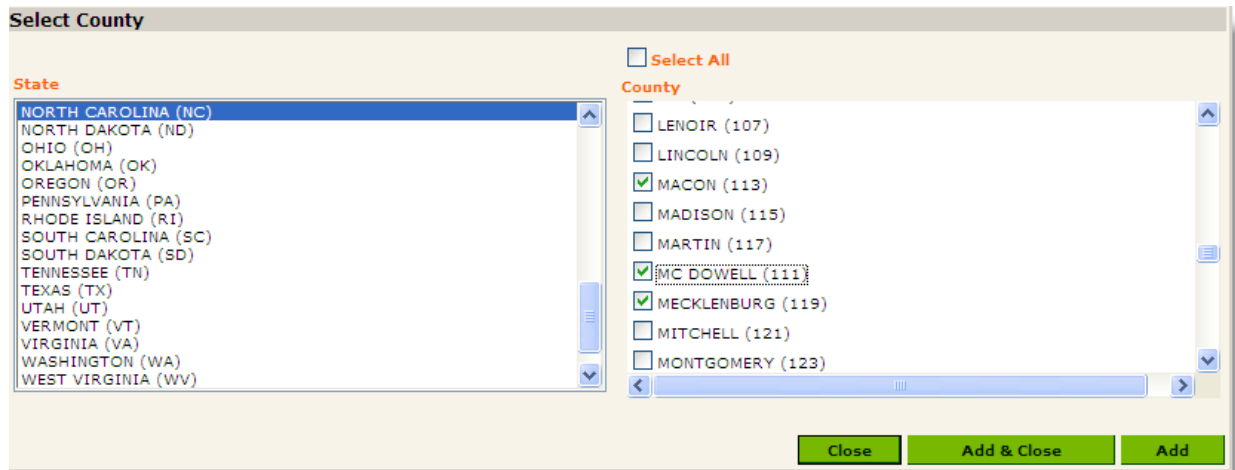 Select County
Select All
State
County
NORTH CAROLINA (NC)
NORTH DAKOTA (ND)
OHIO (OH)
OKLAHOMA (OK)
OREGON (OR)
PENNSYLVANIA (PA)
RHODE ISLAND (RI)
SOUTH CAROLINA (SC)
SOUTH DAKOTA (SD)
TENNESSEE (TN)
TEXAS (TX)
UTAH (UT)
VERMONT (VT)
VIRGINIA (VA)
WASHINGTON (WA)
WEST VIRGINIA (WV)
LENOIR (107)
LINCOLN (109)
MACON (113)
MADISON (115)
MARTIN (117)
MC DOWELL (111)
MECKLENBURG (119)
MITCHELL (121)
MONTGOMERY (123)
Close
Add & Close
Add